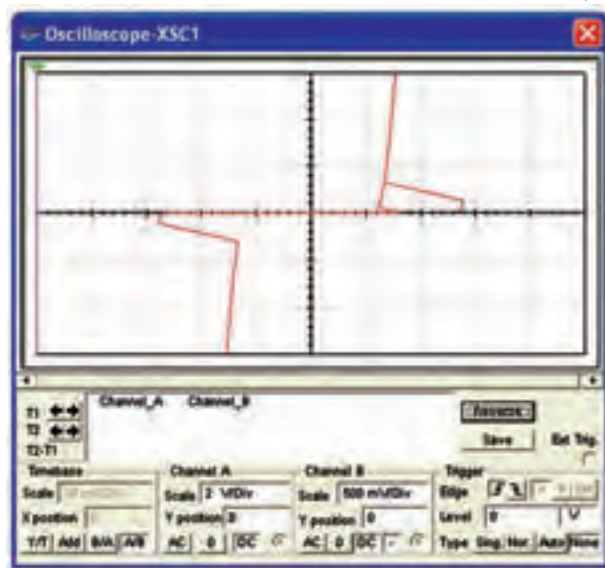 Oscilloscope-XSC1
Channel_A Channel_B
T1
T2
T2-T1
Reverse
Save
Ext Trig.
Timebase
Scale
X position
Y/T Add B/A A/B
Channel A
Scale 2 V/Div
Y position 0
AC 0 DC
Channel B
Scale 500 mV/Div
Y position 0
AC 0 DC -
Trigger
Edge
Level 0 V
Type Sing. Nor. Auto None